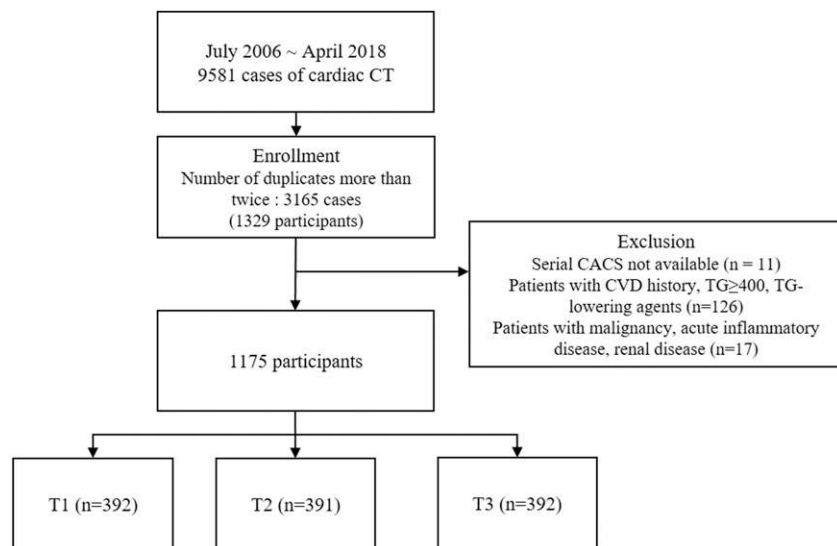 July 2006 ~ April 2018
9581 cases of cardiac CT
Enrollment
Number of duplicates more than
twice : 3165 cases
(1329 participants)
Exclusion
Serial CACS not available (n = 11)
Patients with CVD history, TG≥400, TG-
lowering agents (n=126)
Patients with malignancy, acute inflammatory
disease, renal disease (n=17)
1175 participants
T1 (n=392)
T2 (n=391)
T3 (n=392)